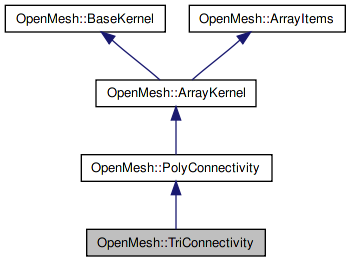 OpenMesh::BaseKernel
OpenMesh::ArrayItems
OpenMesh::ArrayKernel
OpenMesh::PolyConnectivity
OpenMesh::TriConnectivity